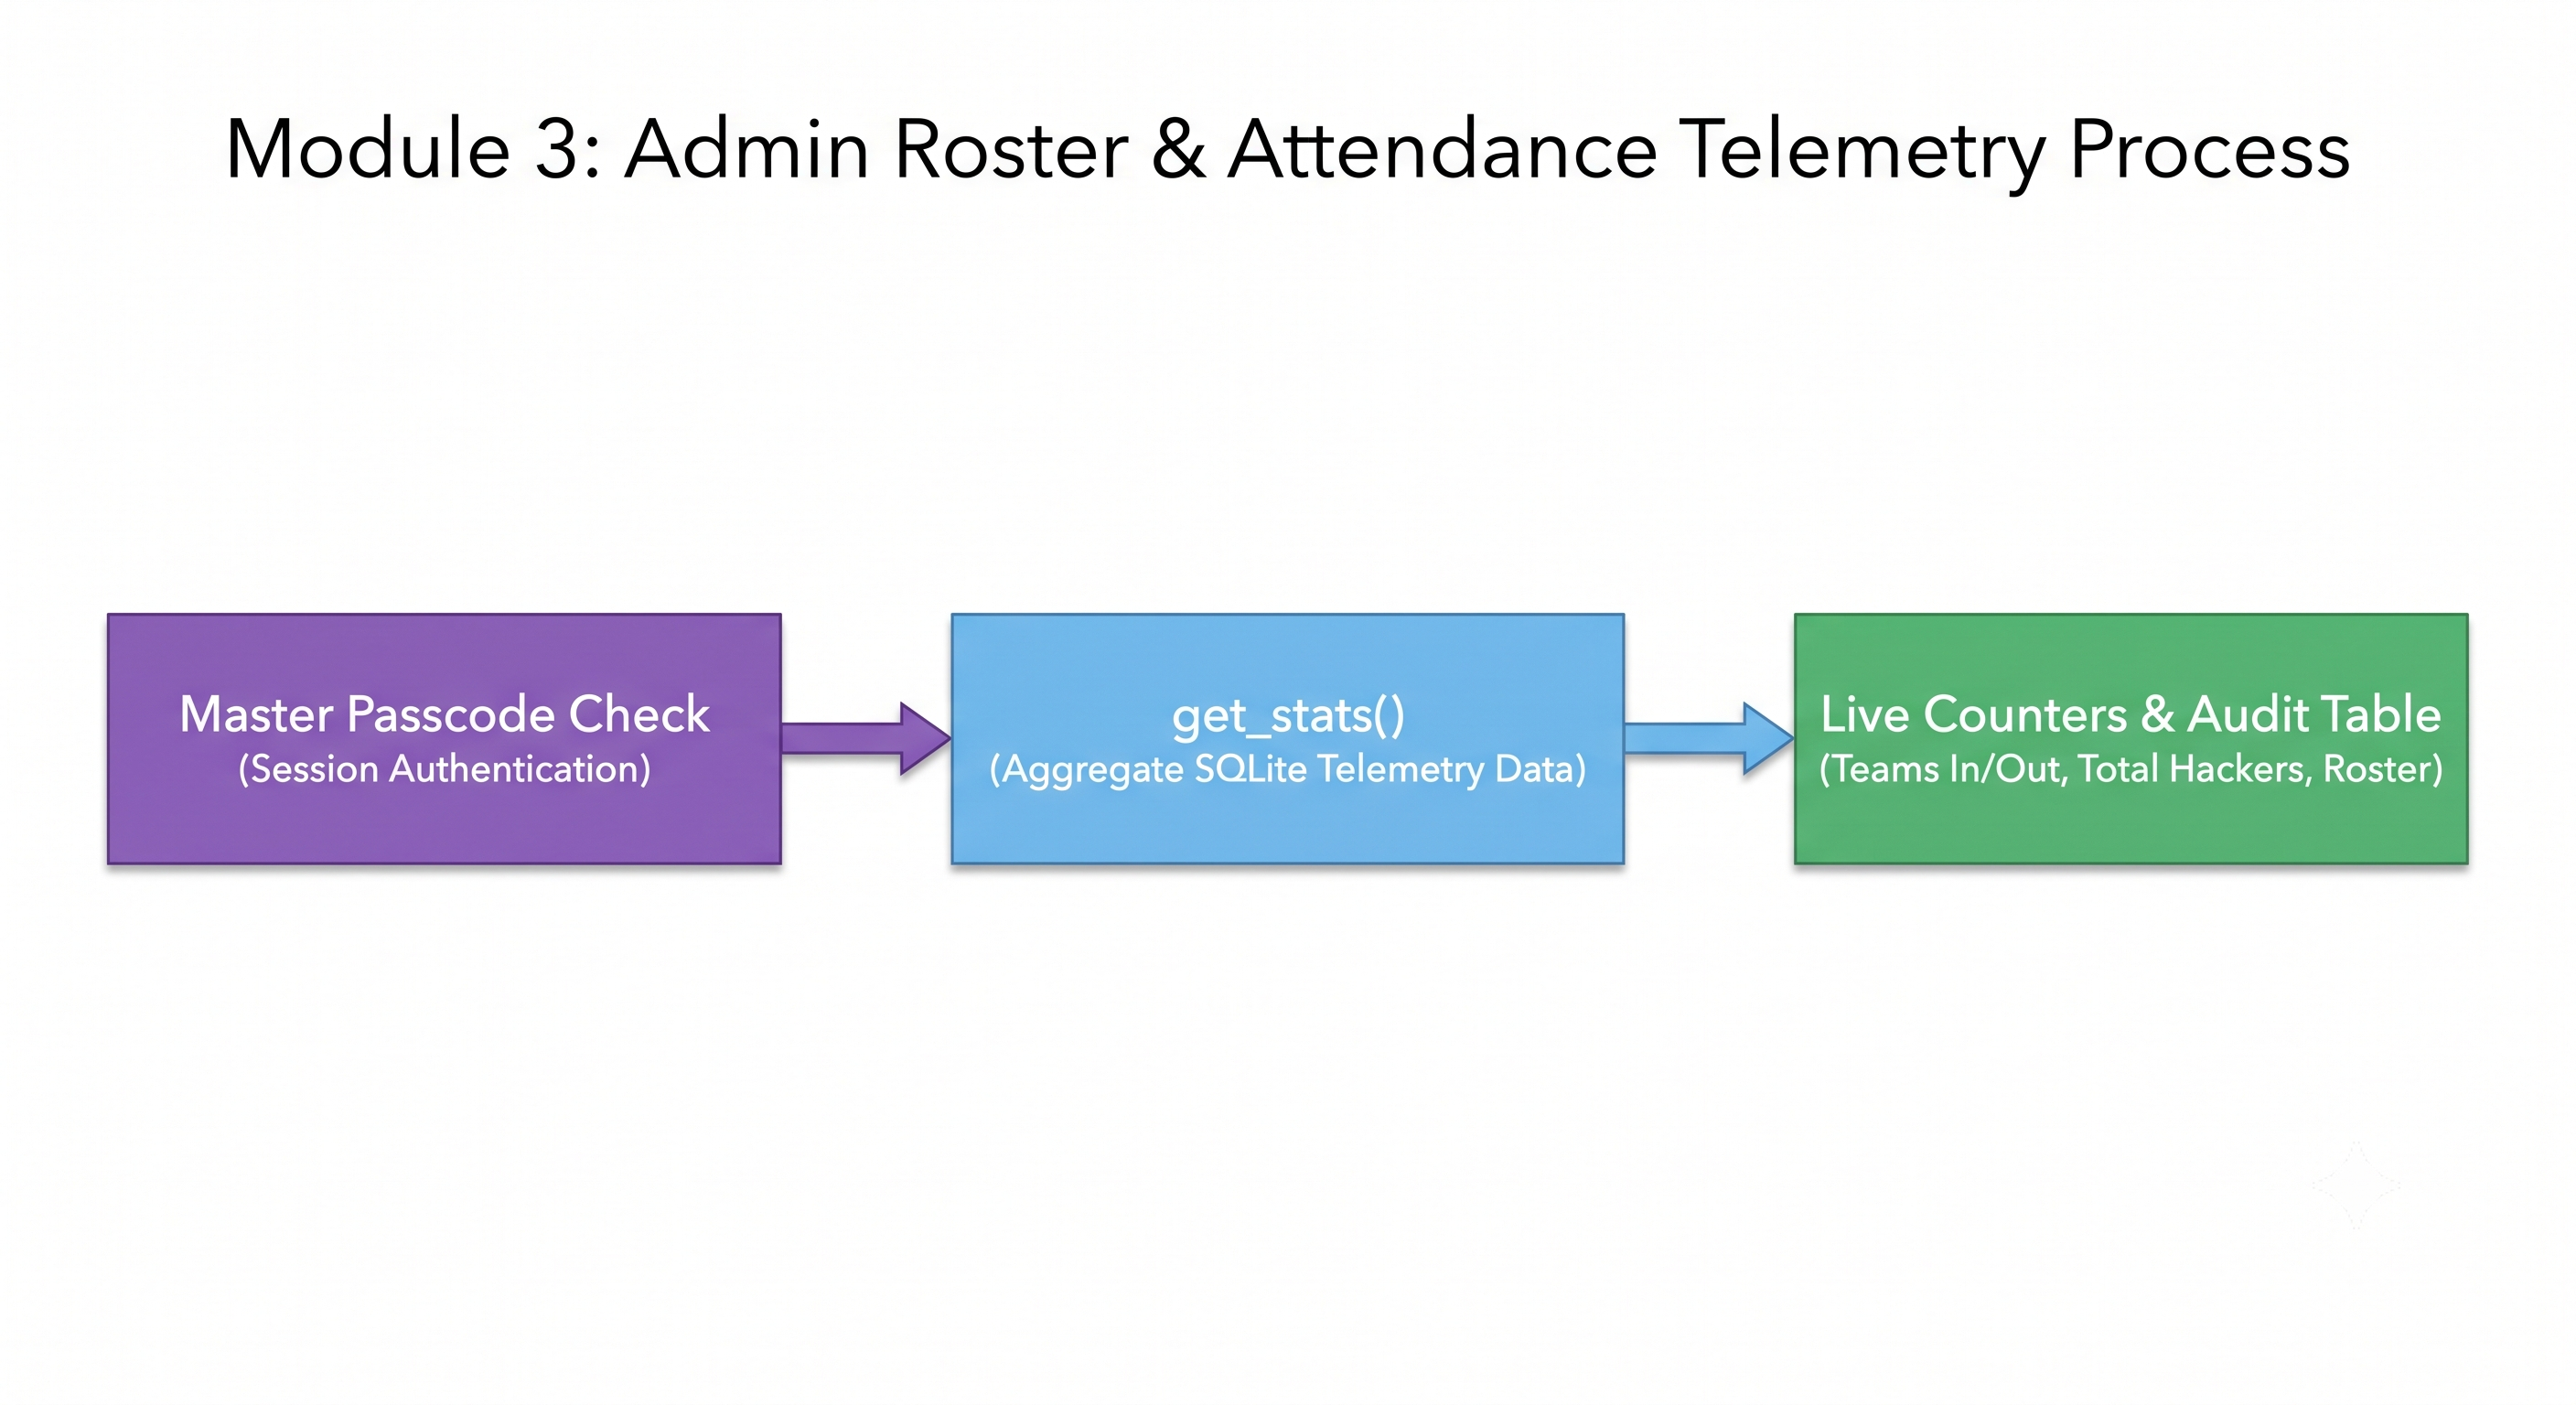 Module 3: Admin Roster & Attendance Telemetry Process
Master Passcode Check
(Session Authentication)
get_stats()
(Aggregate SQLite Telemetry Data)
Live Counters & Audit Table
(Teams In/Out, Total Hackers, Roster)